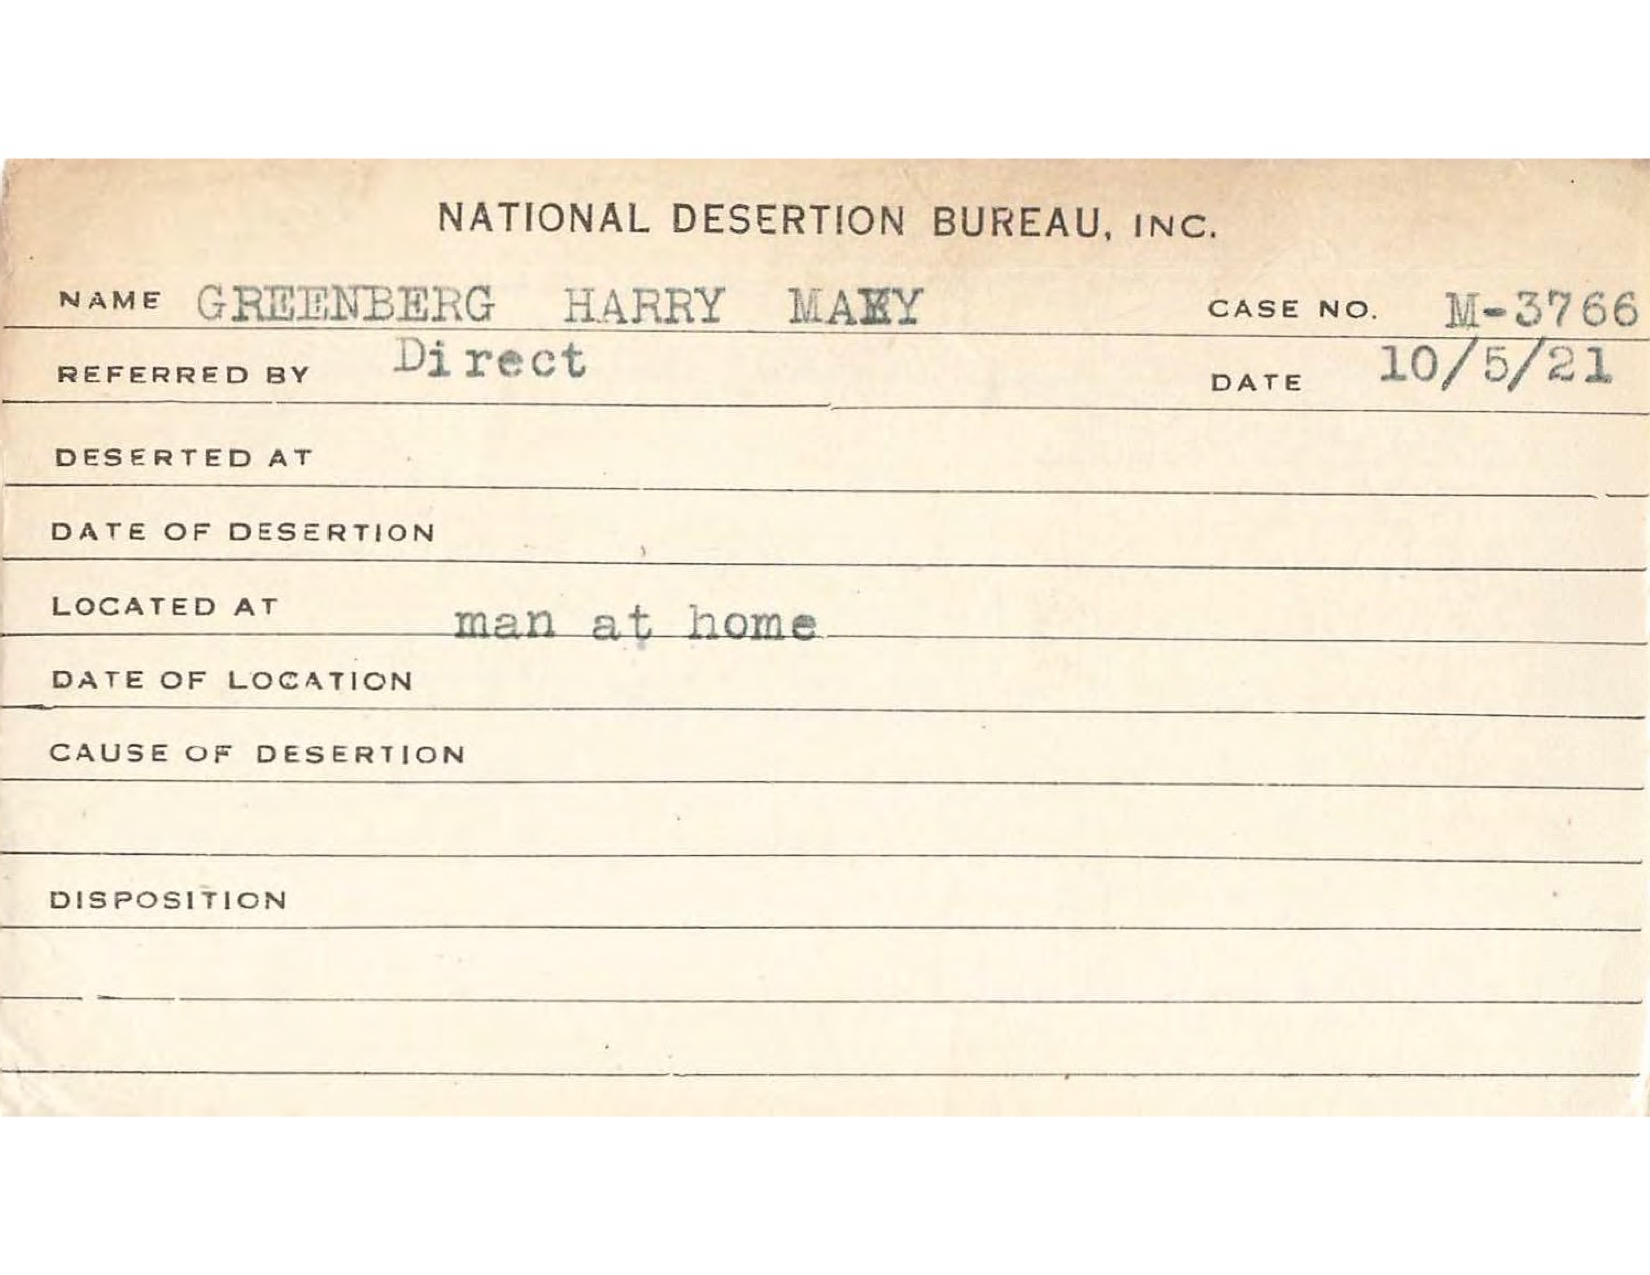 NATIONAL DESERTION BUREAU, INC.
NAME GREENBERG HARRY MARY CASE NO. M-3766
REFERRED BY Direct DATE 10/5/21
DESERTED AT
DATE OF DESERTION
LOCATED AT man at home
DATE OF LOCATION
CAUSE OF DESERTION
DISPOSITION